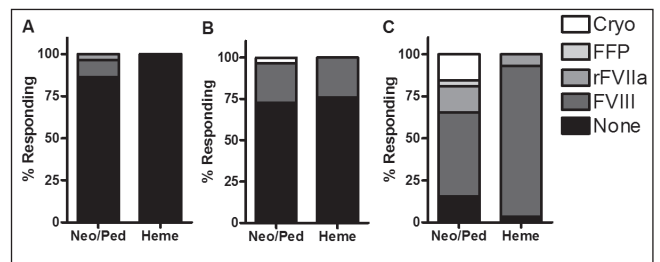 A
% Responding
100
75
50
25
0
Neo/Ped Heme
B
% Responding
100
75
50
25
0
Neo/Ped Heme
C
% Responding
100
75
50
25
0
Neo/Ped Heme
Cryo
FFP
rFVIIa
FVIII
None